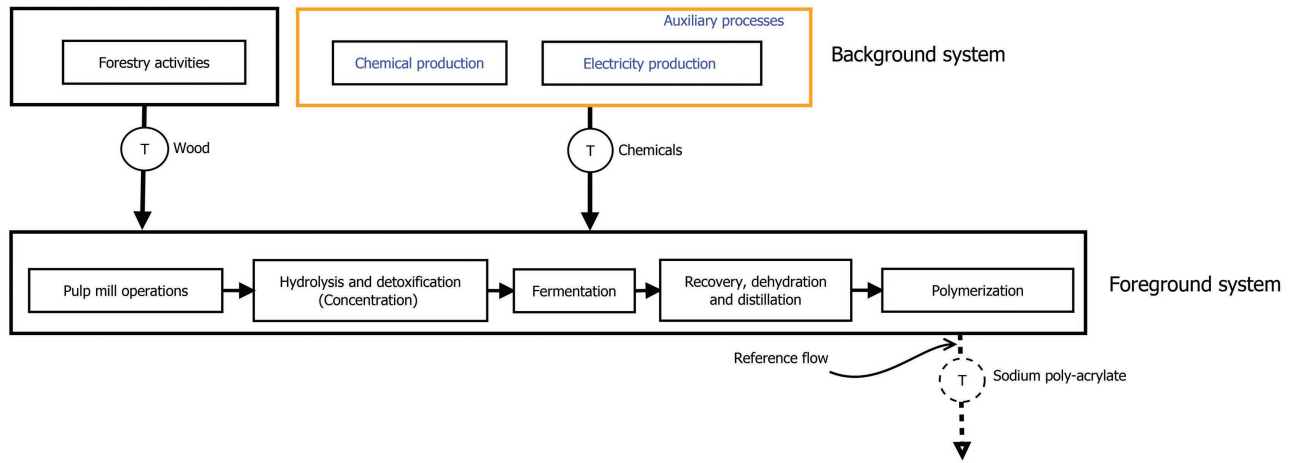 Auxiliary processes
Forestry activities
Chemical production
Electricity production
Background system
T
Wood
T
Chemicals
Pulp mill operations
Hydrolysis and detoxification
(Concentration)
Fermentation
Recovery, dehydration
and distillation
Polymerization
Foreground system
Reference flow
T
Sodium poly-acrylate